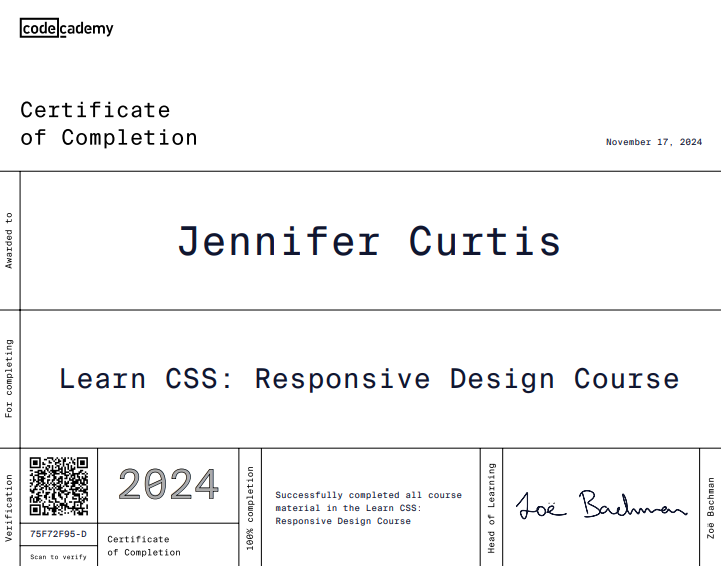 codecademy
Certificate
of Completion
November 17, 2024
Awarded to
Jennifer Curtis
For completing
Learn CSS: Responsive Design Course
Verification
75F72F95-D
Scan to verify
2024
Certificate
of Completion
100% completion
Successfully completed all course
material in the Learn CSS:
Responsive Design Course
Head of Learning
Zoë Bachman
Zoë Bachman